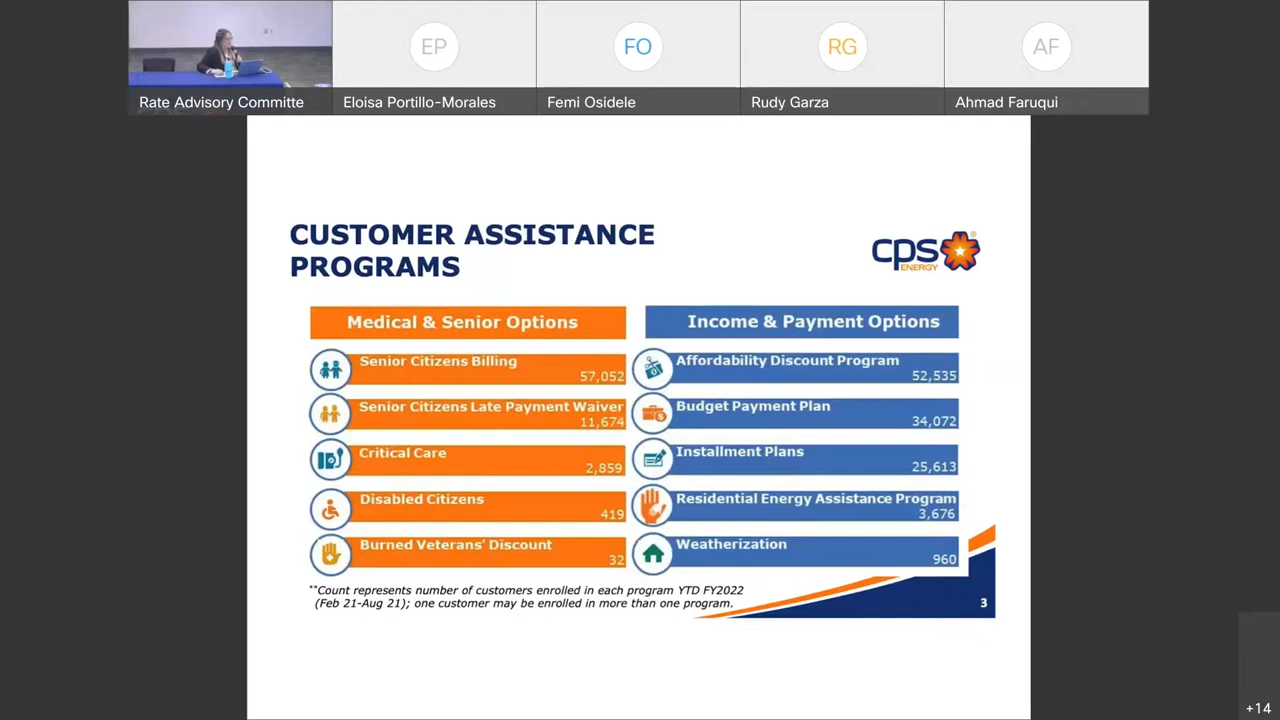 EP
FO
RG
AF
Rate Advisory Committe
Eloisa Portillo-Morales
Femi Osidele
Rudy Garza
Ahmad Faruqui
CUSTOMER ASSISTANCE
PROGRAMS
cps
ENERGY
®
Medical & Senior Options
Senior Citizens Billing
57,052
Senior Citizens Late Payment Waiver
11,674
Critical Care
2,859
Disabled Citizens
419
Burned Veterans' Discount
32
Income & Payment Options
Affordability Discount Program
52,535
Budget Payment Plan
34,072
Installment Plans
25,613
Residential Energy Assistance Program
3,676
Weatherization
960
**Count represents number of customers enrolled in each program YTD FY2022
(Feb 21-Aug 21); one customer may be enrolled in more than one program.
3
+14